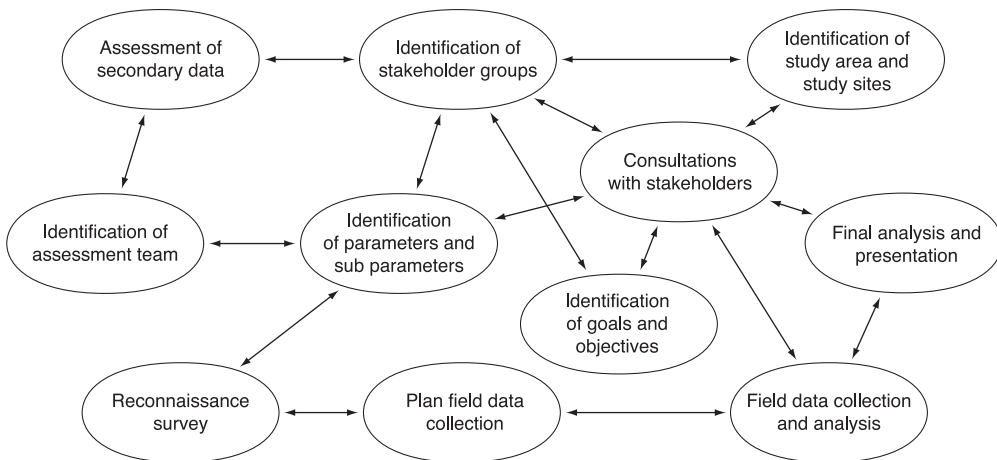 Assessment of
secondary data
Identification of
stakeholder groups
Identification of
study area and
study sites
Consultations
with stakeholders
Identification of
assessment team
Identification
of parameters and
sub parameters
Final analysis and
presentation
Identification
of goals and
objectives
Reconnaissance
survey
Plan field data
collection
Field data collection
and analysis